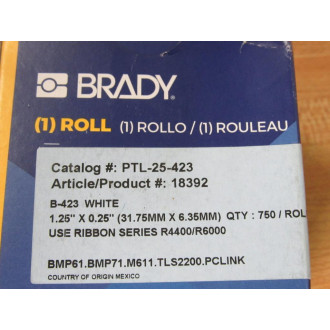 BRADY
(1) ROLL (1) ROLLO / (1) ROULEAU
Catalog #: PTL-25-423
Article/Product #: 18392
B-423 WHITE
1.25" X 0.25" (31.75MM X 6.35MM) QTY : 750 / ROL
USE RIBBON SERIES R4400/R6000
BMP61.BMP71.M611.TLS2200.PCLINK
COUNTRY OF ORIGIN MEXICO